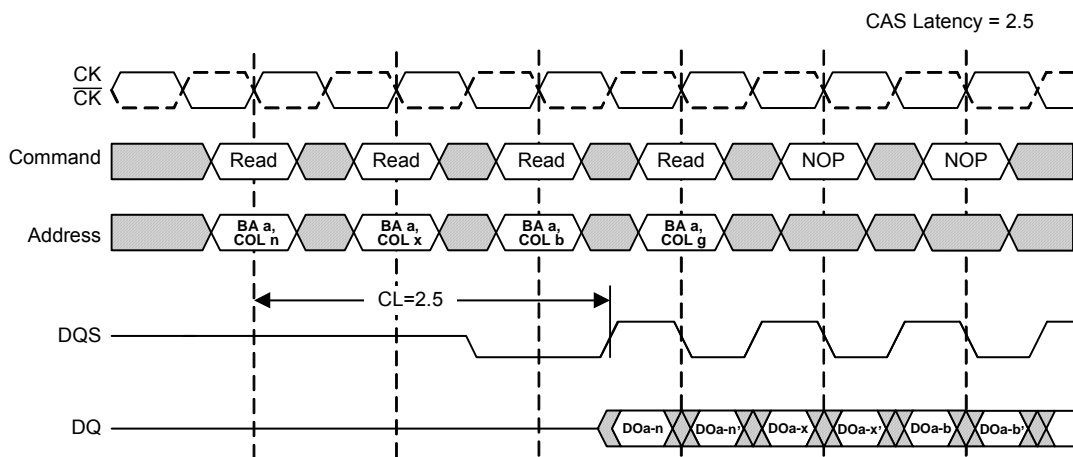 CAS Latency = 2.5
CK
CK
Command Read Read Read Read NOP NOP
Address BA a, COL n BA a, COL x BA a, COL b BA a, COL g
CL=2.5
DQS
DQ DOa-n DOa-n' DOa-x DOa-x' DOa-b DOa-b'